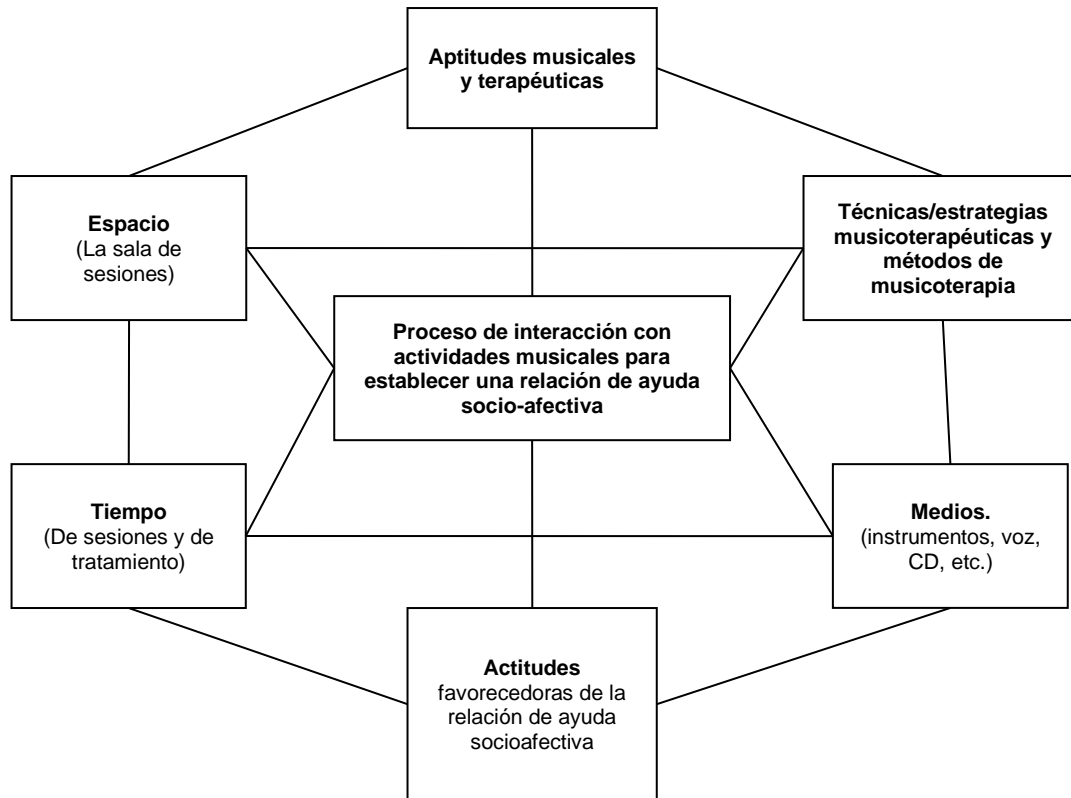 Aptitudes musicales
y terapéuticas
Espacio
(La sala de
sesiones)
Técnicas/estrategias
musicoterapéuticas y
métodos de
musicoterapia
Proceso de interacción con
actividades musicales para
establecer una relación de ayuda
socio-afectiva
Tiempo
(De sesiones y de
tratamiento)
Medios.
(instrumentos, voz,
CD, etc.)
Actitudes
favorecedoras de la
relación de ayuda
socioafectiva